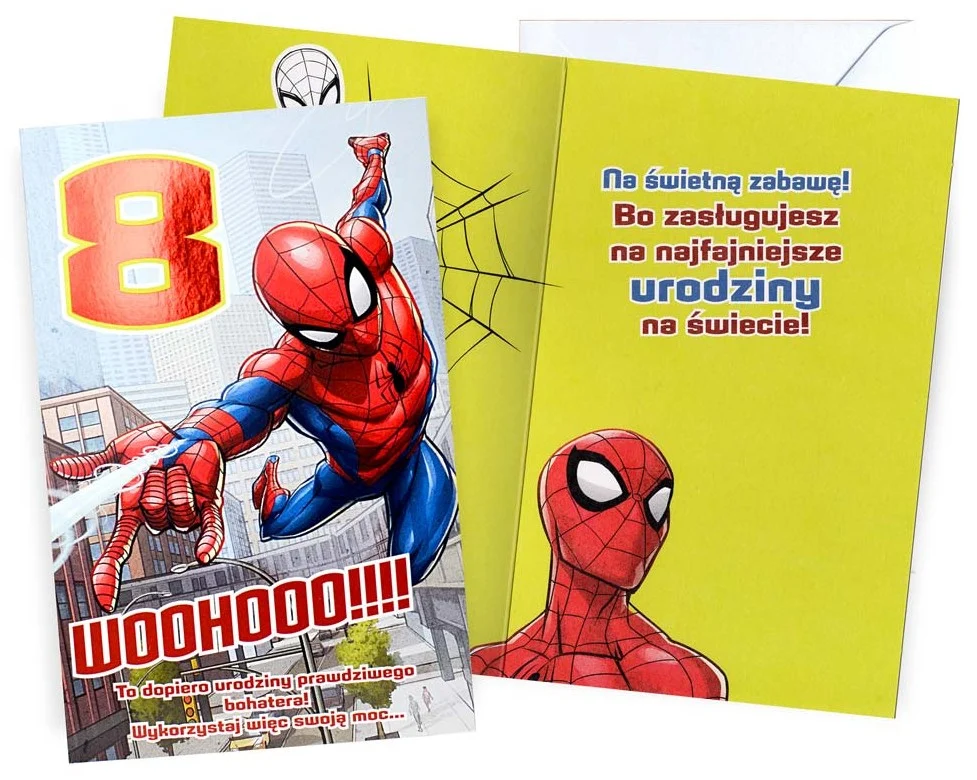 8
WOOHOOO!!!!
To dopiero urodziny prawdziwego
bohatera!
Wykorzystaj więc swoją moc...
Na świetną zabawę!
Bo zasługujesz
na najfajniejsze
urodziny
na świecie!